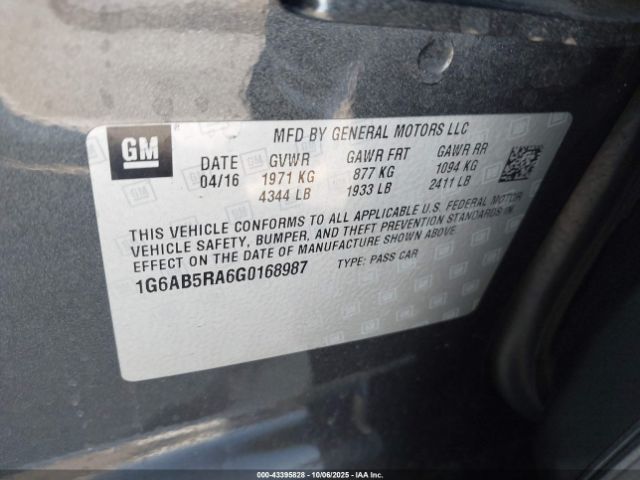 GM
MFD BY GENERAL MOTORS LLC
DATE GVWR GAWR FRT GAWR RR
04/16 1971 KG 877 KG 1094 KG
4344 LB 1933 LB 2411 LB
THIS VEHICLE CONFORMS TO ALL APPLICABLE U.S. FEDERAL MOTOR
VEHICLE SAFETY, BUMPER, AND THEFT PREVENTION STANDARDS IN
EFFECT ON THE DATE OF MANUFACTURE SHOWN ABOVE.
1G6AB5RA6G0168987 TYPE: PASS CAR
000-43395828 - 10/06/2025 - IAA Inc.